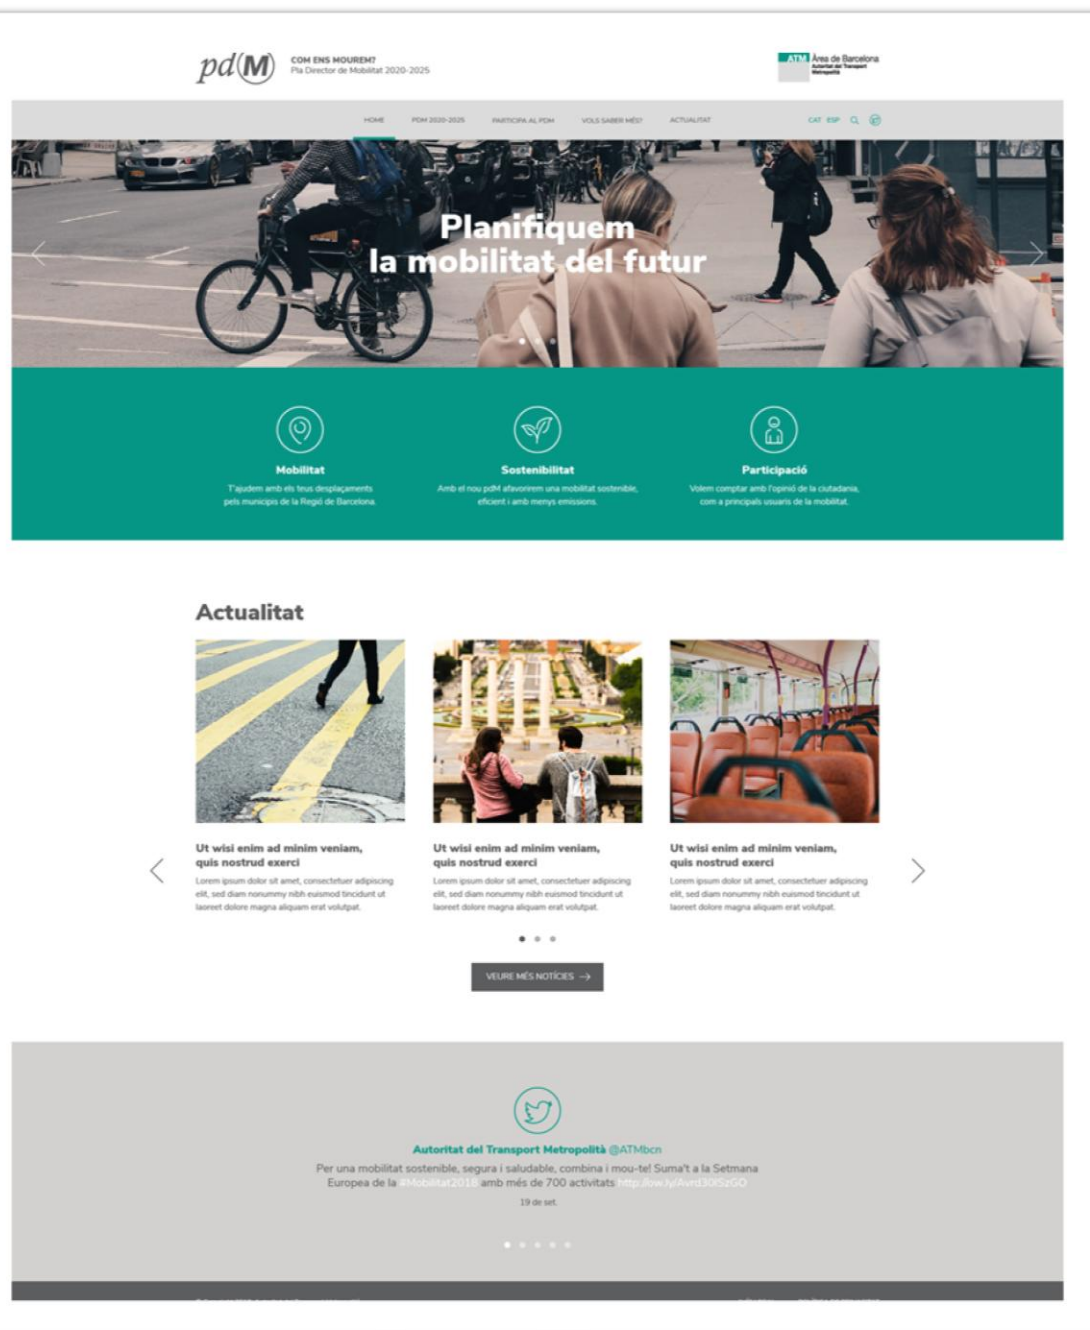 pd(M)
COM ENS MOUREM?
Pla Director de Mobilitat 2020-2025
ATM Àrea de Barcelona
Autoritat del Transport
Metropolità
HOME PDM 2020-2025 PARTICIPA AL PDM VOLS SABER MÉS? ACTUALITAT CAT ESP
Planifiquem
la mobilitat del futur
Mobilitat
T'ajudem amb els teus desplaçaments
pels municipis de la Regió de Barcelona.
Sostenibilitat
Amb el nou pdM afavorirem una mobilitat sostenible,
eficient i amb menys emissions.
Participació
Volem comptar amb l'opinió de la ciutadania,
com a principals usuaris de la mobilitat.
Actualitat
Ut wisi enim ad minim veniam,
quis nostrud exerci
Lorem ipsum dolor sit amet, consectetuer adipiscing
elit, sed diam nonummy nibh euismod tincidunt ut
laoreet dolore magna aliquam erat volutpat.
Ut wisi enim ad minim veniam,
quis nostrud exerci
Lorem ipsum dolor sit amet, consectetuer adipiscing
elit, sed diam nonummy nibh euismod tincidunt ut
laoreet dolore magna aliquam erat volutpat.
Ut wisi enim ad minim veniam,
quis nostrud exerci
Lorem ipsum dolor sit amet, consectetuer adipiscing
elit, sed diam nonummy nibh euismod tincidunt ut
laoreet dolore magna aliquam erat volutpat.
VEURE MÉS NOTÍCIES →
Autoritat del Transport Metropolità @ATMbcn
Per una mobilitat sostenible, segura i saludable, combina i mou-te! Suma't a la Setmana
Europea de la #Mobilitat2018 amb més de 700 activitats
19 de set.